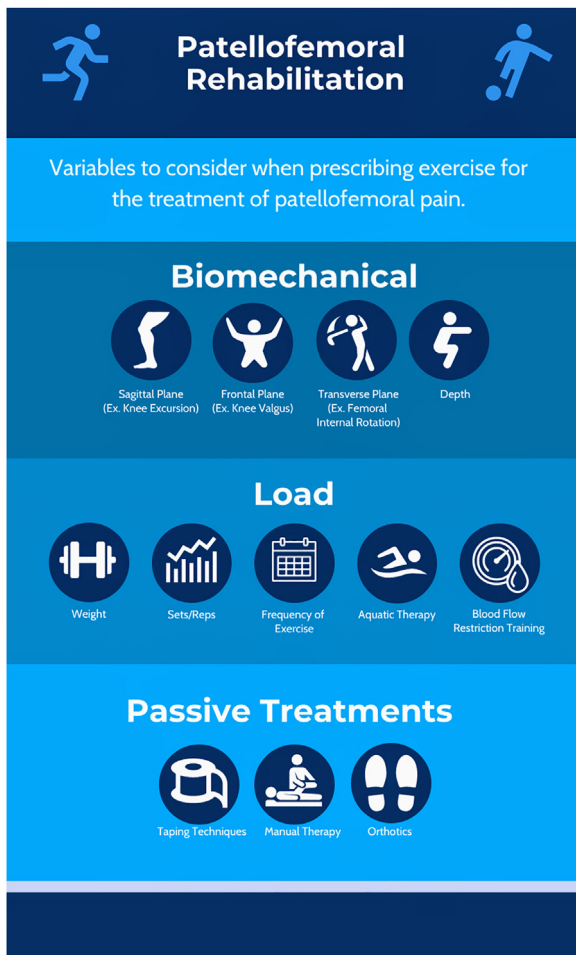 Patellofemoral
Rehabilitation
Variables to consider when prescribing exercise for
the treatment of patellofemoral pain.
Biomechanical
Sagittal Plane
(Ex. Knee Excursion)
Frontal Plane
(Ex. Knee Valgus)
Transverse Plane
(Ex. Femoral
Internal Rotation)
Depth
Load
Weight
Sets/Reps
Frequency of
Exercise
Aquatic Therapy
Blood Flow
Restriction Training
Passive Treatments
Taping Techniques
Manual Therapy
Orthotics